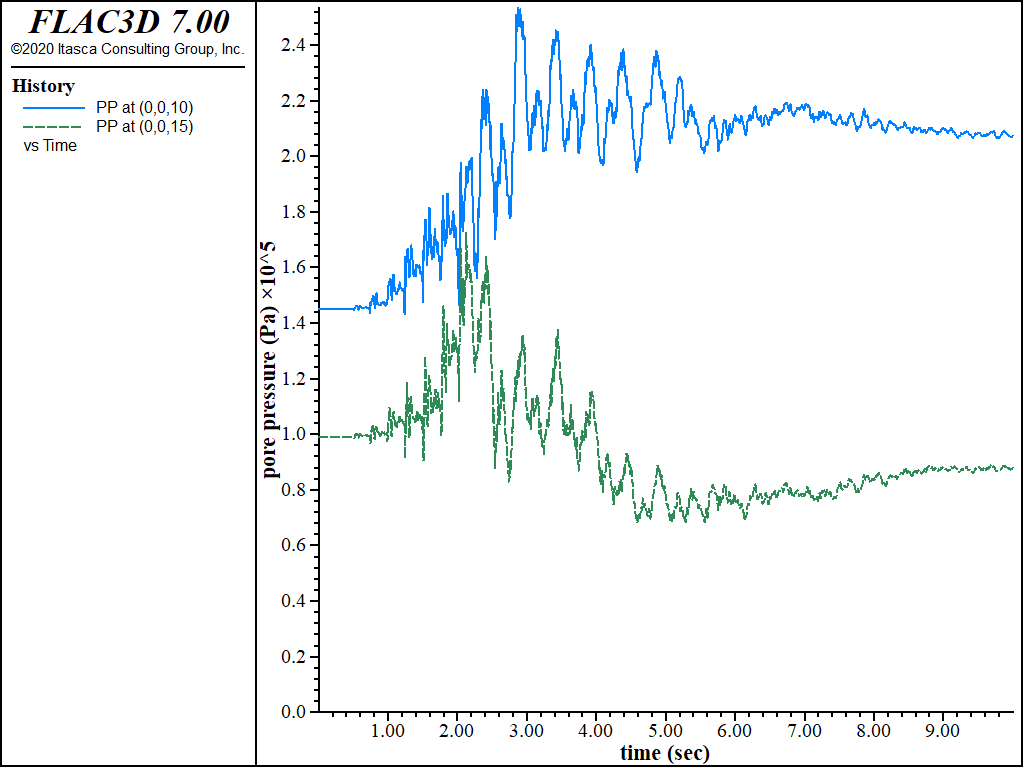 FLAC3D 7.00
©2020 Itasca Consulting Group, Inc.
History
PP at (0,0,10)
PP at (0,0,15)
vs Time
pore pressure (Pa) ×10^5
2.4
2.2
2.0
1.8
1.6
1.4
1.2
1.0
0.8
0.6
0.4
0.2
0.0
1.00 2.00 3.00 4.00 5.00 6.00 7.00 8.00 9.00
time (sec)